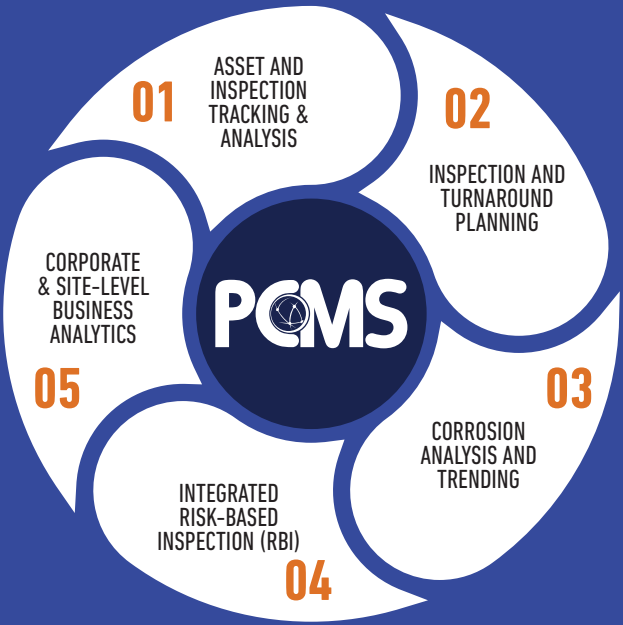 01
ASSET AND
INSPECTION
TRACKING &
ANALYSIS
02
INSPECTION AND
TURNAROUND
PLANNING
03
CORROSION
ANALYSIS AND
TRENDING
INTEGRATED
RISK-BASED
INSPECTION (RBI)
04
CORPORATE
& SITE-LEVEL
BUSINESS
ANALYTICS
05
PCMS